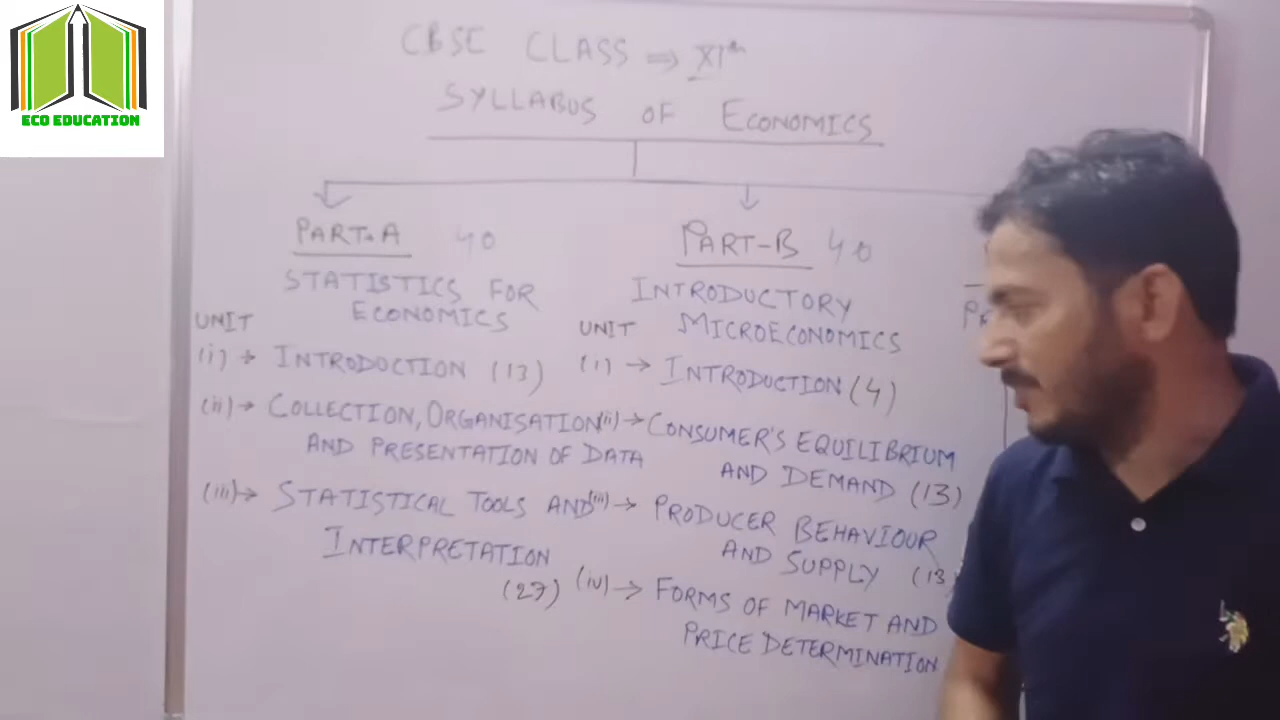 ECO EDUCATION
CBSE CLASS ⇒ XIth
SYLLABUS OF ECONOMICS
PART-A 40
STATISTICS FOR
ECONOMICS
UNIT
(i) → INTRODUCTION (13)
(ii) → COLLECTION, ORGANISATION
AND PRESENTATION OF DATA
(iii) → STATISTICAL TOOLS AND
INTERPRETATION
(27)
PART-B 40
INTRODUCTORY
MICROECONOMICS
UNIT
(i) → INTRODUCTION (4)
(ii) → CONSUMER'S EQUILIBRIUM
AND DEMAND (13)
(iii) → PRODUCER BEHAVIOUR
AND SUPPLY (13)
(iv) → FORMS OF MARKET AND
PRICE DETERMINATION